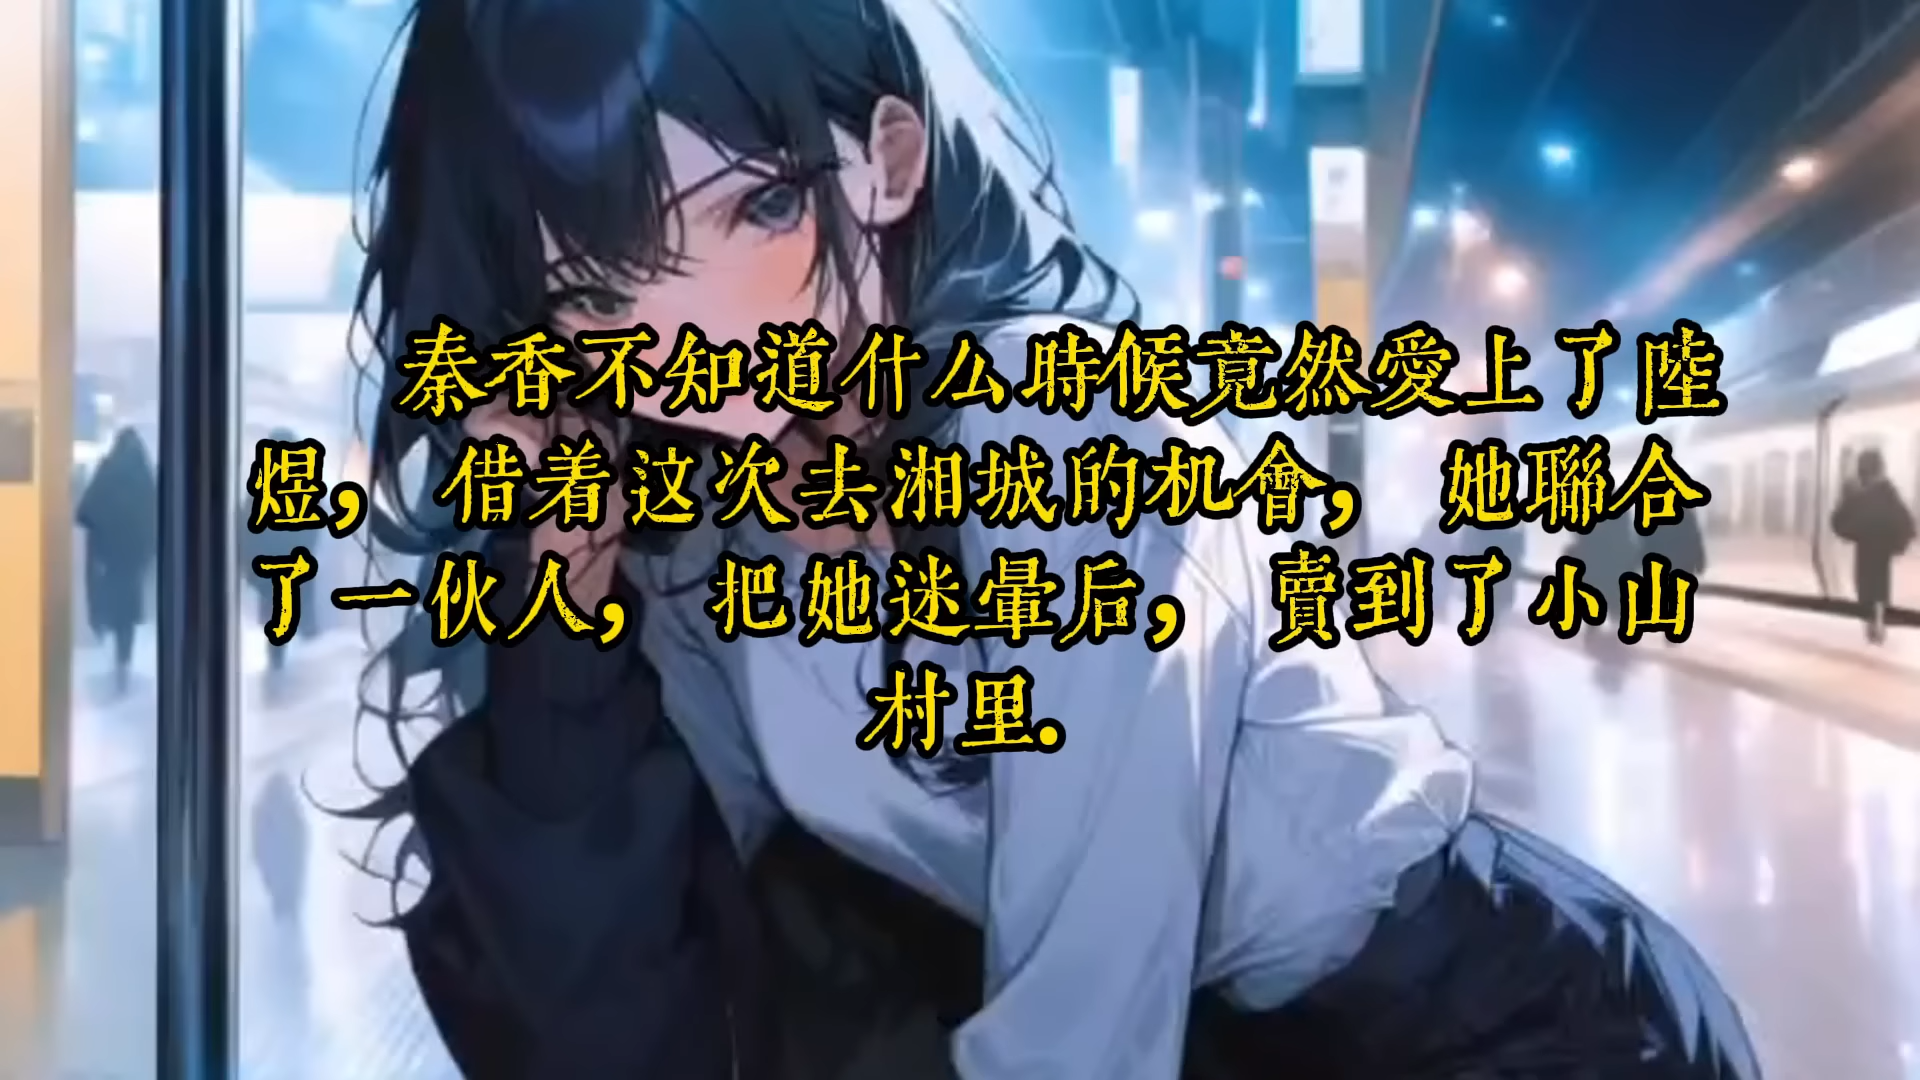 秦香不知道什么時候竟然愛上了陸
煜，借着这次去湘城的机會，她聯合
了一伙人，把她迷暈后，賣到了小山
村里.